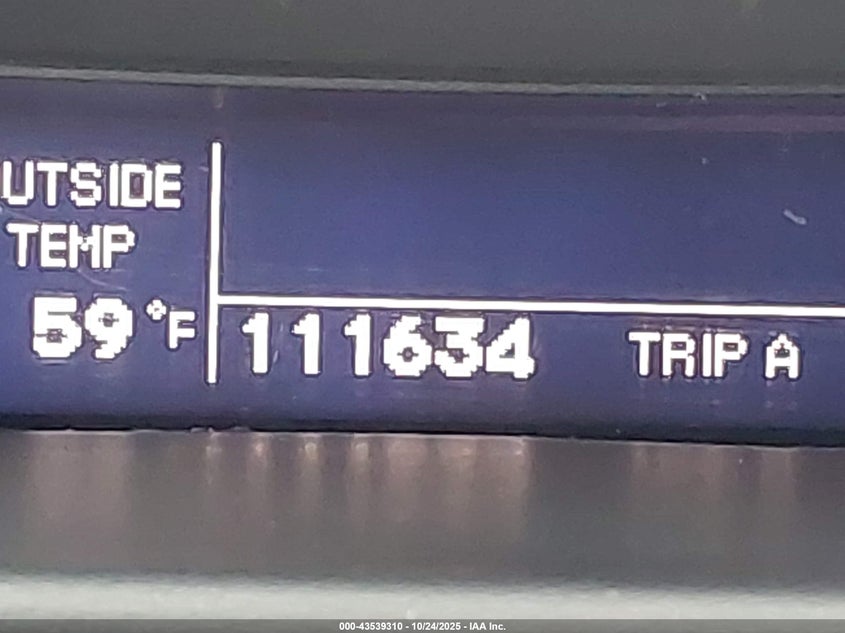 UTSIDE
TEMP
59°F
111634 TRIP A
000-43539310 - 10/24/2025 - IAA Inc.